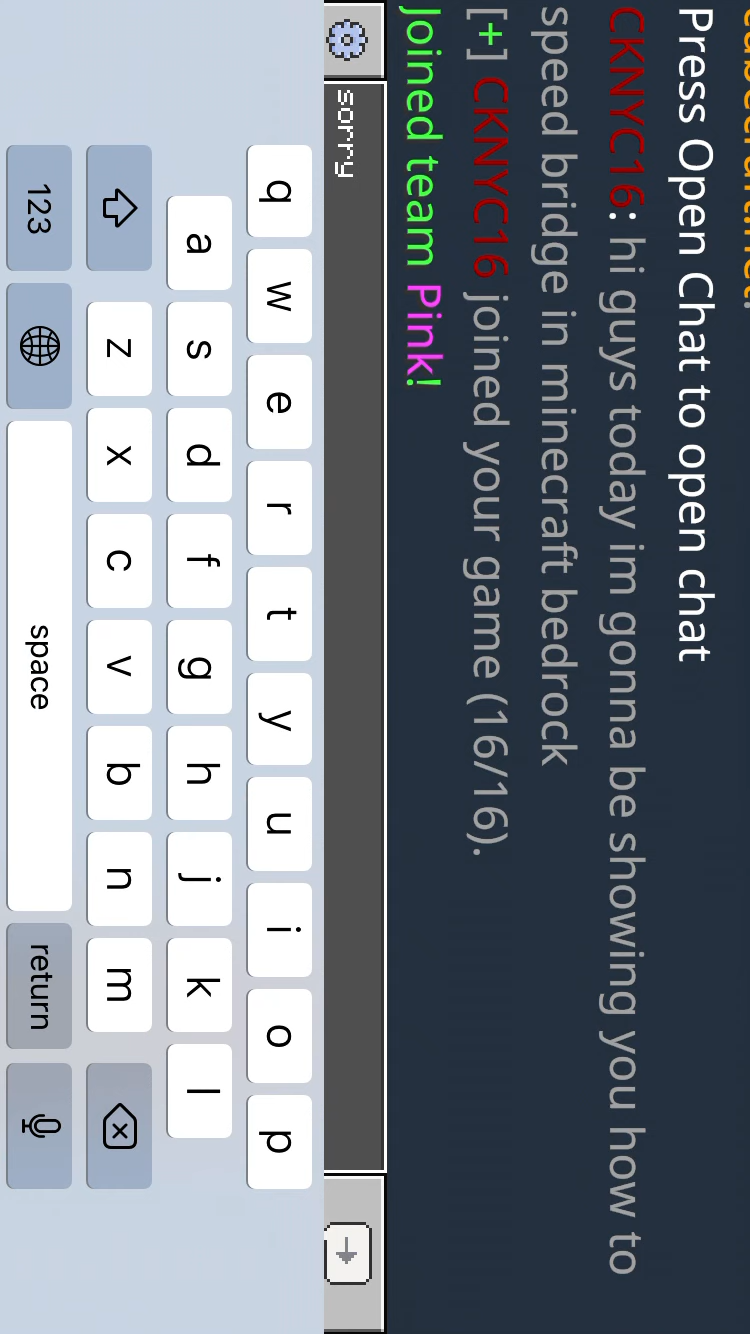 Press Open Chat to open chat
CKNYC16: hi guys today im gonna be showing you how to
speed bridge in minecraft bedrock
[+] CKNYC16 joined your game (16/16).
Joined team Pink!
sorry
q w e r t y u i o p
a s d f g h j k l
z x c v b n m
123 space return